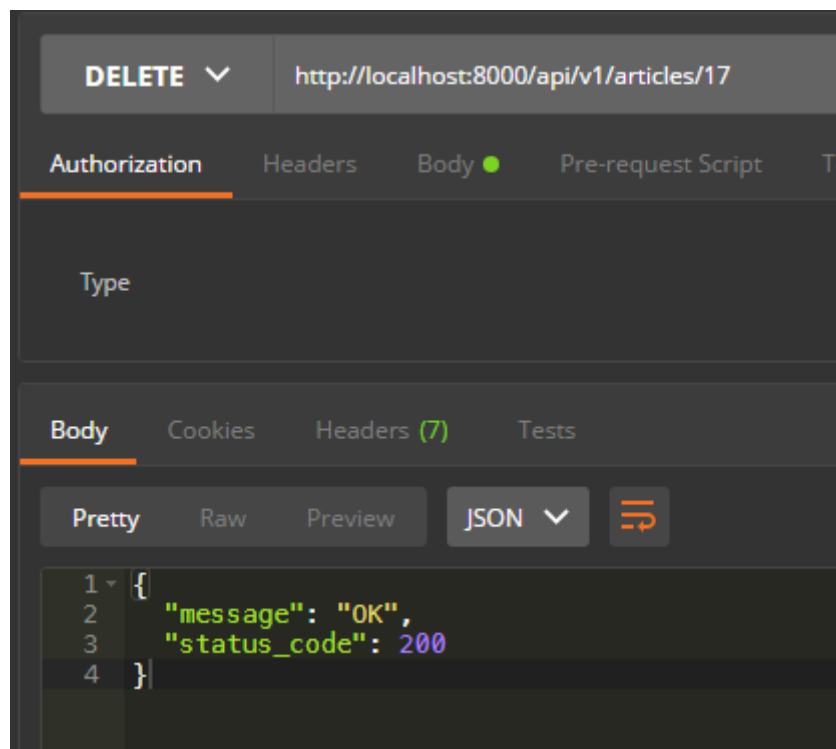 DELETE http://localhost:8000/api/v1/articles/17
Authorization Headers Body Pre-request Script T
Type
Body Cookies Headers (7) Tests
Pretty Raw Preview JSON
1 {
2 "message": "OK",
3 "status_code": 200
4 }